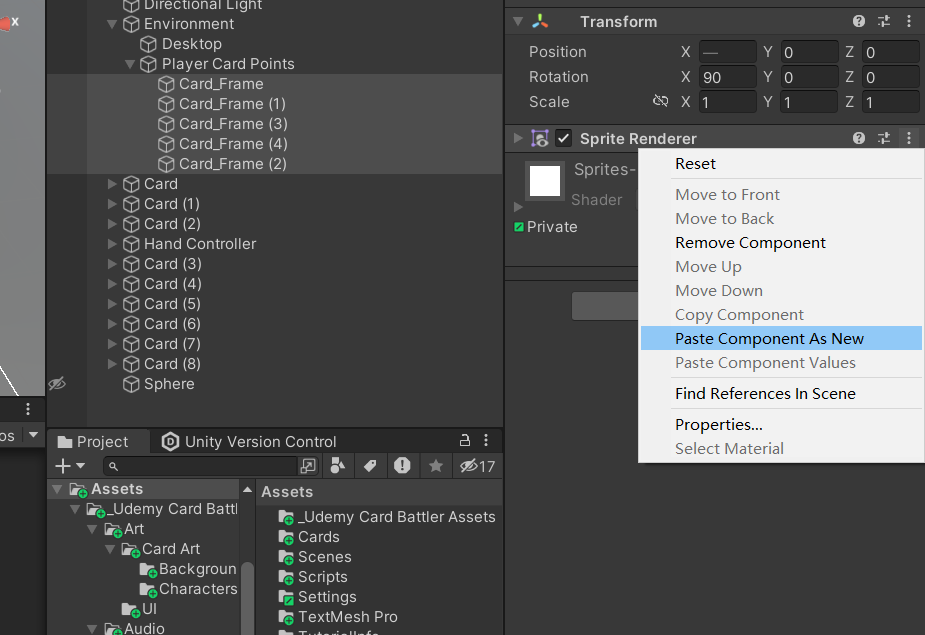 x
Directional Light
Environment
Desktop
Player Card Points
Card_Frame
Card_Frame (1)
Card_Frame (3)
Card_Frame (4)
Card_Frame (2)
Card
Card (1)
Card (2)
Hand Controller
Card (3)
Card (4)
Card (5)
Card (6)
Card (7)
Card (8)
Sphere
os
Transform
Position X — Y 0 Z 0
Rotation X 90 Y 0 Z 0
Scale X 1 Y 1 Z 1
Sprite Renderer
Sprites-
Shader
Private
Reset
Move to Front
Move to Back
Remove Component
Move Up
Move Down
Copy Component
Paste Component As New
Paste Component Values
Find References In Scene
Properties...
Select Material
Project
Unity Version Control
17
Assets
_Udemy Card Battl
Art
Card Art
Backgroun
Characters
UI
Audio
Assets
_Udemy Card Battler Assets
Cards
Scenes
Scripts
Settings
TextMesh Pro
TutorialInfo